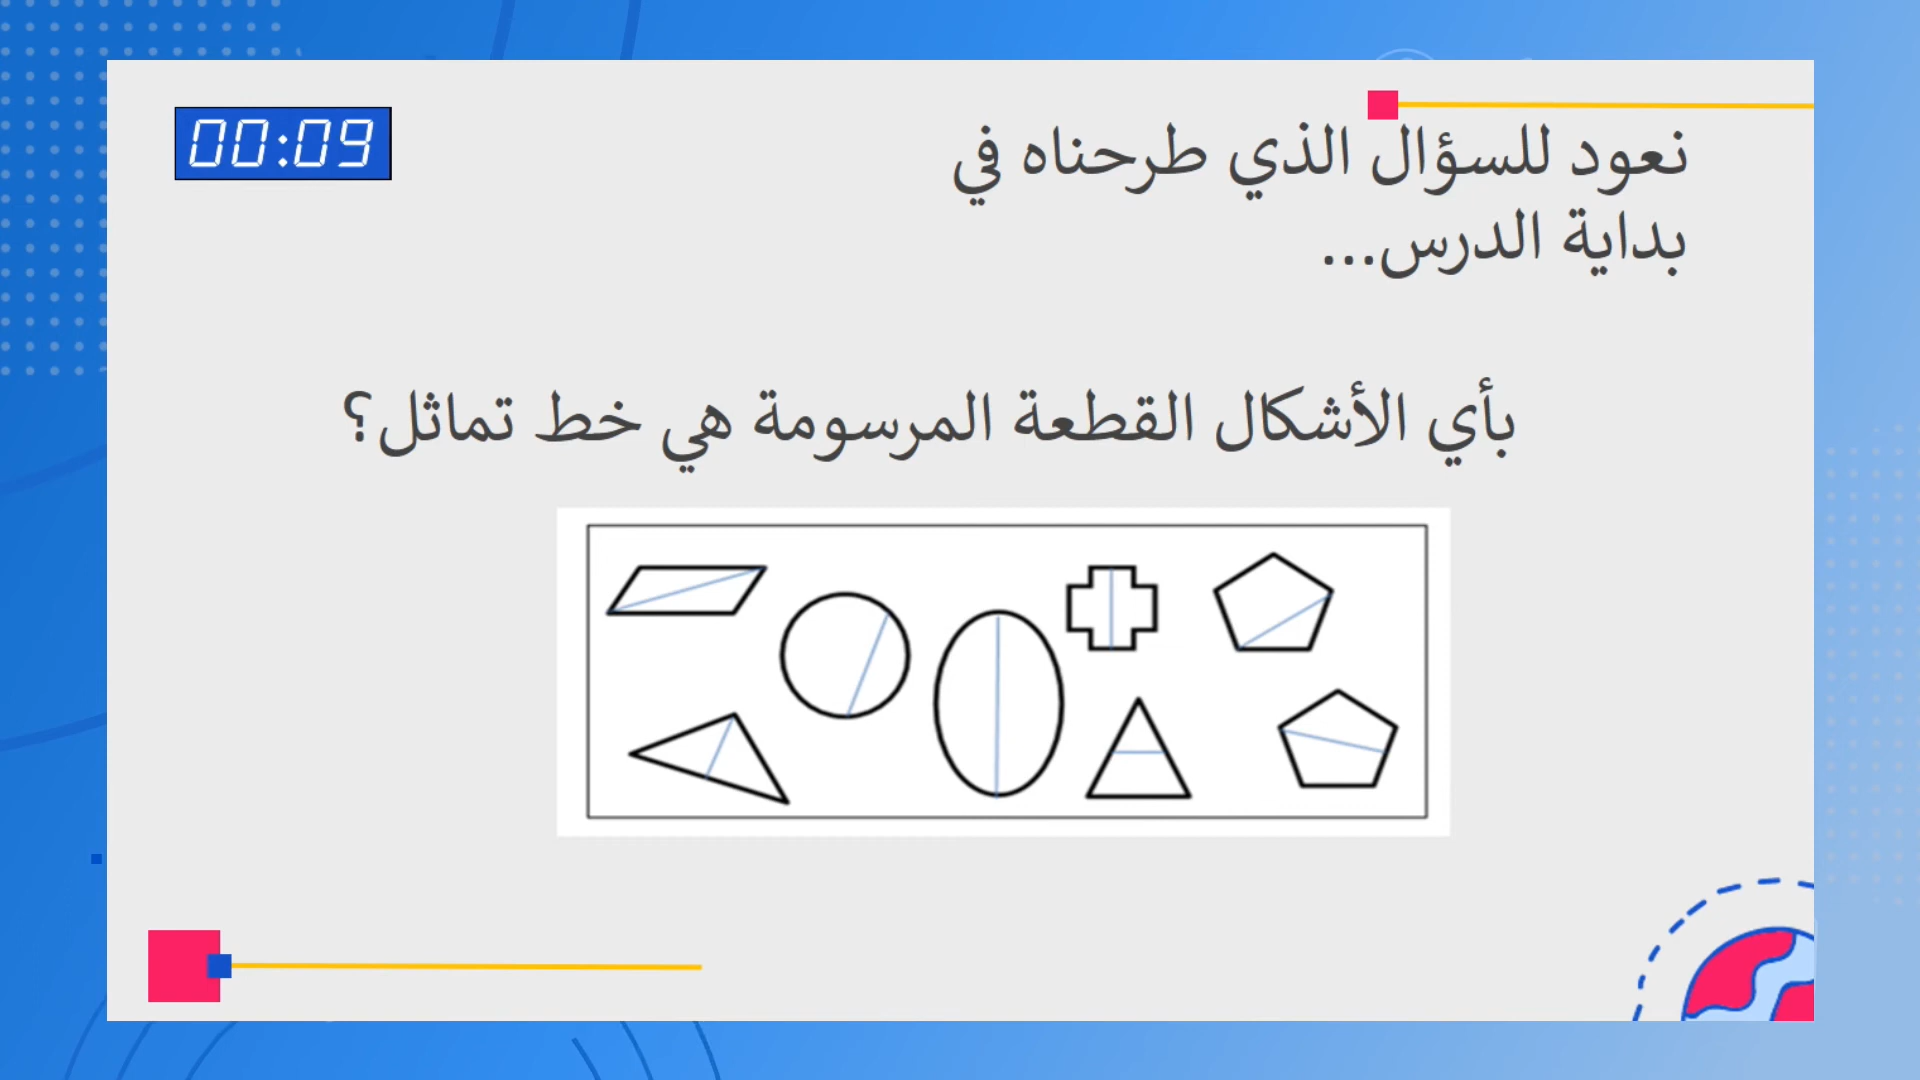 00:09
نعود للسؤال الذي طرحناه في
بداية الدرس...
بأي الأشكال القطعة المرسومة هي خط تماثل؟